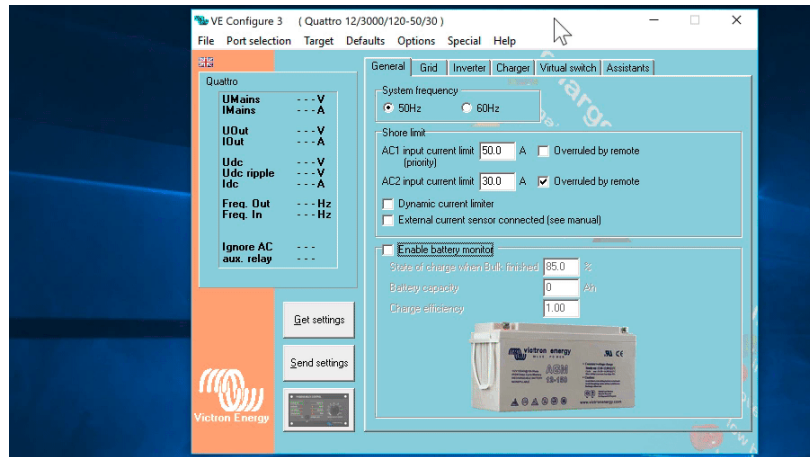 VE Configure 3 ( Quattro 12/3000/120-50/30 )
File Port selection Target Defaults Options Special Help
General Grid Inverter Charger Virtual switch Assistants
Quattro
UMains - - - V
IMains - - - A
UOut - - - V
IOut - - - A
Udc - - - V
Udc ripple - - - V
Idc - - - A
Freq. Out - - - Hz
Freq. In - - - Hz
Ignore AC - - -
aux. relay - - -
Get settings
Send settings
Victron Energy
System frequency
50Hz 60Hz
Shore limit
AC1 input current limit 50.0 A Overruled by remote
(priority)
AC2 input current limit 30.0 A Overruled by remote
Dynamic current limiter
External current sensor connected (see manual)
Enable battery monitor
State of charge when Bulk finished 85.0 %
Battery capacity 0 Ah
Charge efficiency 1.00
victron energy
BLUE POWER
AGM
12-160